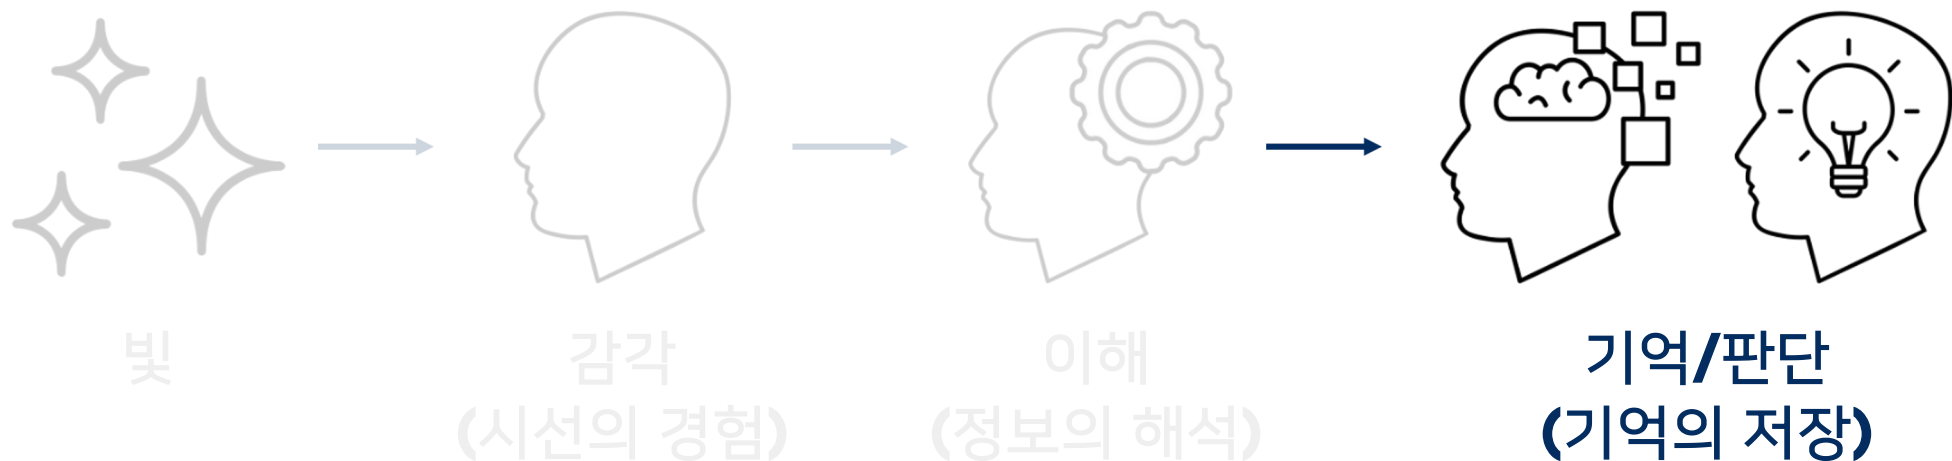 빛
감각
(시선의 경험)
이해
(정보의 해석)
기억/판단
(기억의 저장)